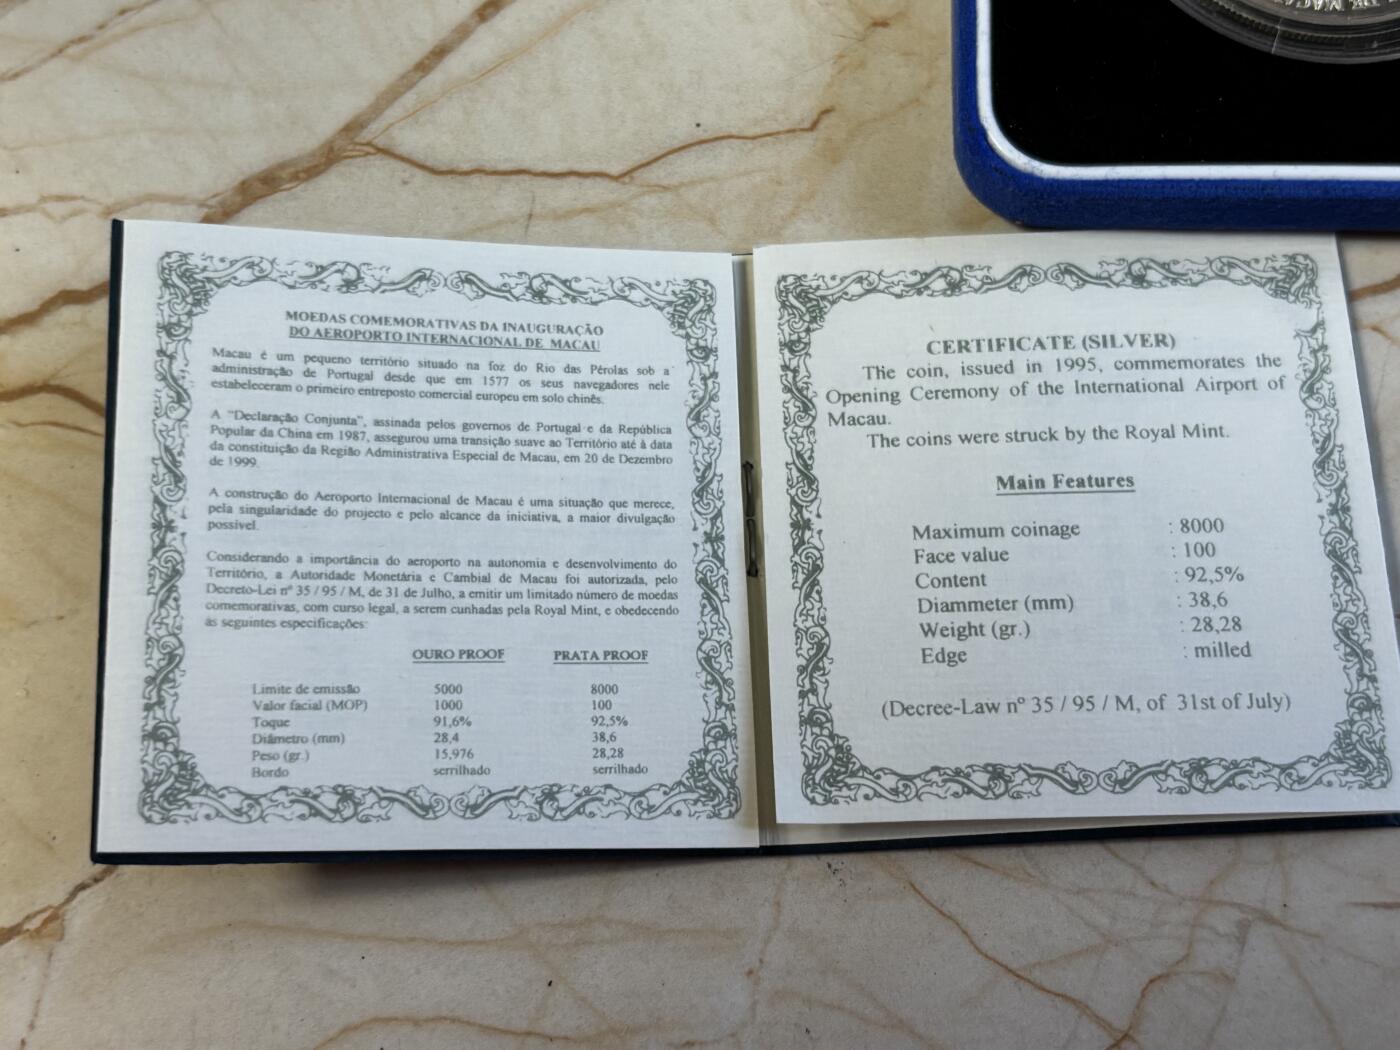 MOEDAS COMEMORATIVAS DA INAUGURAÇÃO
DO AEROPORTO INTERNACIONAL DE MACAU
Macau é um pequeno território situado na foz do Rio das Pérolas sob a
administração de Portugal desde que em 1577 os seus navegadores nele
estabeleceram o primeiro entreposto comercial europeu em solo chinês.
A "Declaração Conjunta", assinada pelos governos de Portugal e da República
Popular da China em 1987, assegurou uma transição suave ao Território até à data
da constituição da Região Administrativa Especial de Macau, em 20 de Dezembro
de 1999.
A construção do Aeroporto Internacional de Macau é uma situação que merece,
pela singularidade do projecto e pelo alcance da iniciativa, a maior divulgação
possível.
Considerando a importância do aeroporto na autonomia e desenvolvimento do
Território, a Autoridade Monetária e Cambial de Macau foi autorizada, pelo
Decreto-Lei nº 35 / 95 / M, de 31 de Julho, a emitir um limitado número de moedas
comemorativas, com curso legal, a serem cunhadas pela Royal Mint, e obedecendo
às seguintes especificações:
OURO PROOF PRATA PROOF
Limite de emissão 5000 8000
Valor facial (MOP) 1000 100
Toque 91,6% 92,5%
Diâmetro (mm) 28,4 38,6
Peso (gr.) 15,976 28,28
Bordo serrilhado serrilhado
CERTIFICATE (SILVER)
The coin, issued in 1995, commemorates the
Opening Ceremony of the International Airport of
Macau.
The coins were struck by the Royal Mint.
Main Features
Maximum coinage : 8000
Face value : 100
Content : 92,5%
Diammeter (mm) : 38,6
Weight (gr.) : 28,28
Edge : milled
(Decree-Law nº 35 / 95 / M, of 31st of July)